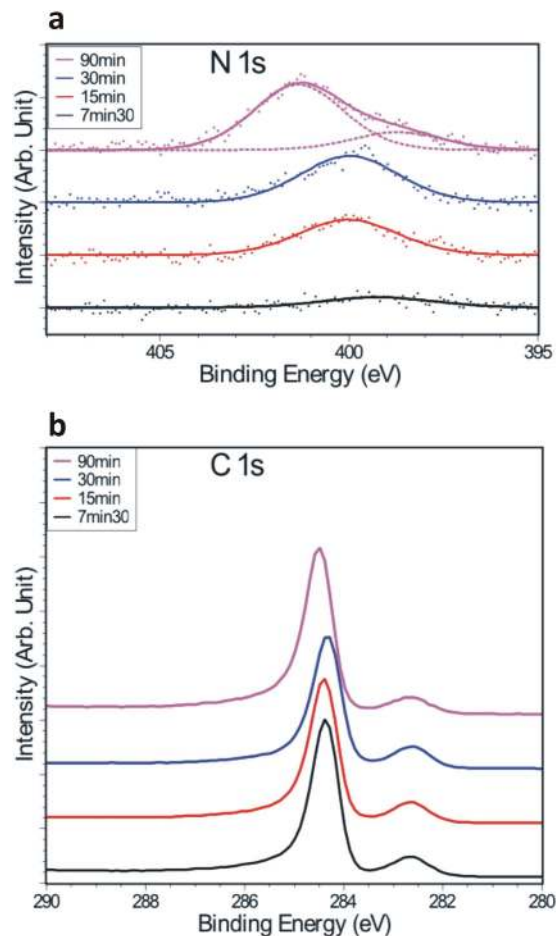 a
N 1s
90min
30min
15min
7min30
Intensity (Arb. Unit)
405
400
395
Binding Energy (eV)
b
C 1s
90min
30min
15min
7min30
Intensity (Arb. Unit)
290
288
286
284
282
280
Binding Energy (eV)